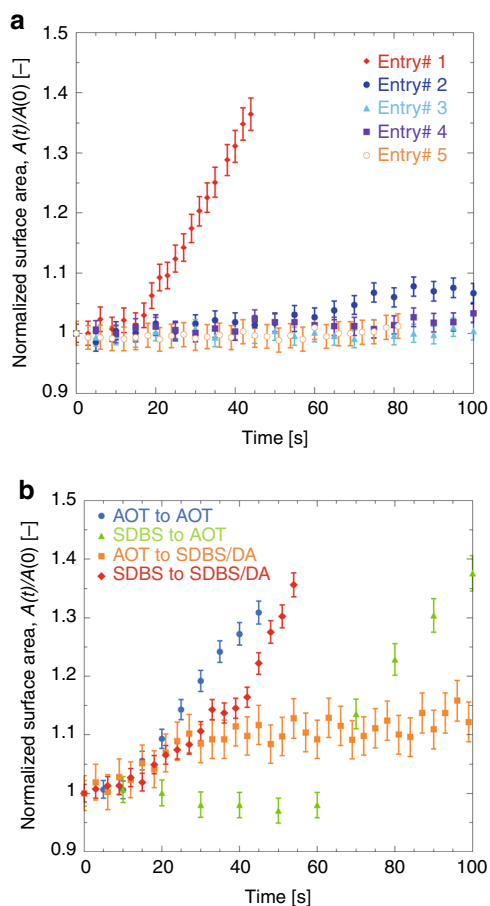 a
1.5
1.4
1.3
1.2
1.1
1
0.9
Normalized surface area, A(t)/A(0) [–]
Entry# 1
Entry# 2
Entry# 3
Entry# 4
Entry# 5
0 20 40 60 80 100
Time [s]
b
1.5
1.4
1.3
1.2
1.1
1
0.9
Normalized surface area, A(t)/A(0) [–]
AOT to AOT
SDBS to AOT
AOT to SDBS/DA
SDBS to SDBS/DA
0 20 40 60 80 100
Time [s]